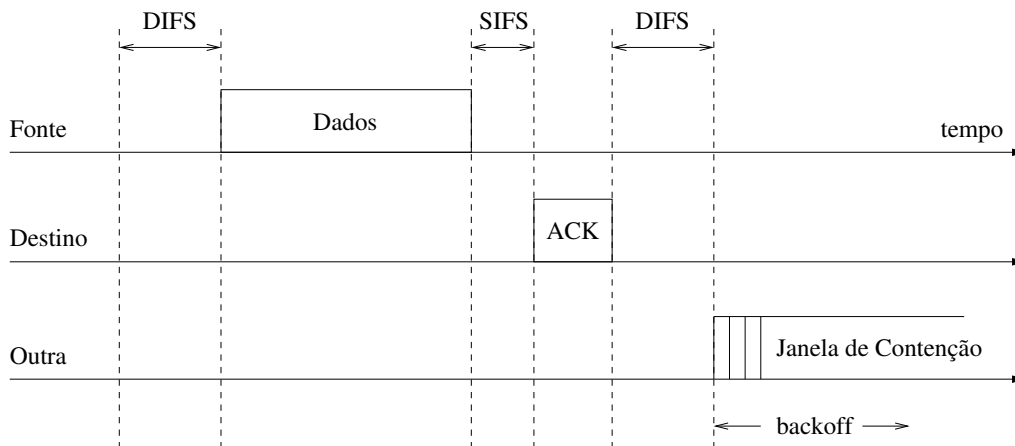 DIFS SIFS DIFS
Dados
Fonte tempo
ACK
Destino
Janela de Contenção
Outra
backoff